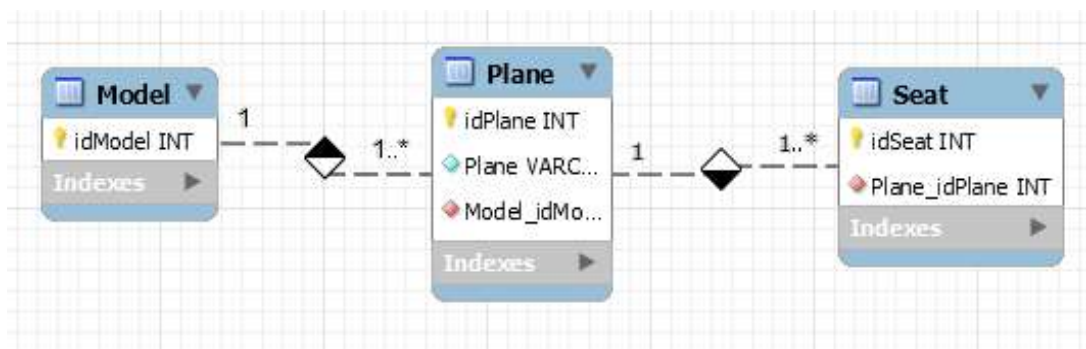 Model
idModel INT
Indexes
1
1..*
Plane
idPlane INT
Plane VARC...
Model_idMo...
Indexes
1
1..*
Seat
idSeat INT
Plane_idPlane INT
Indexes